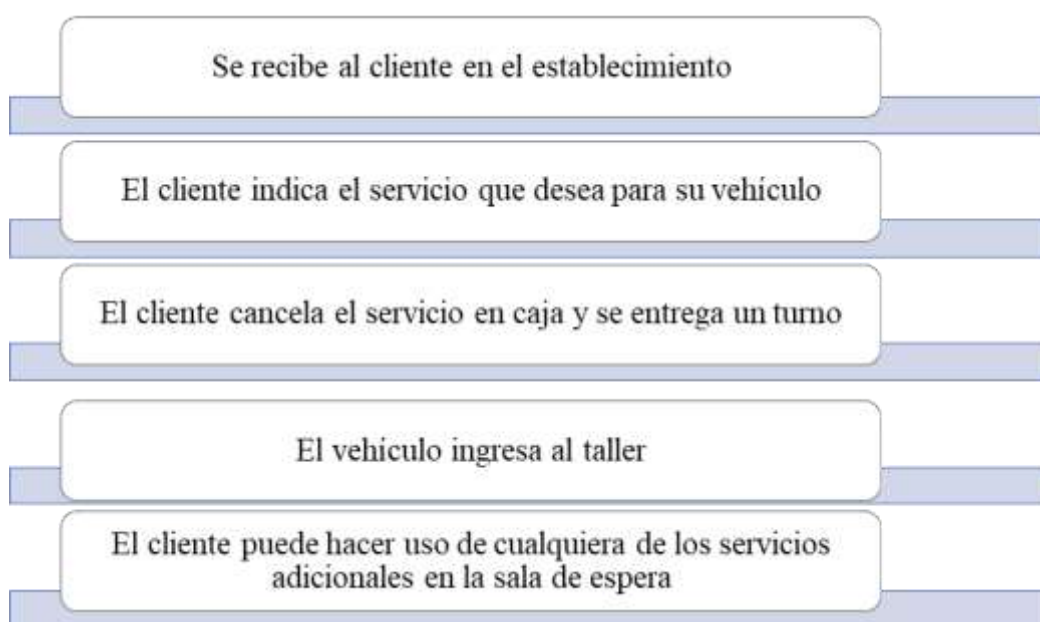 Se recibe al cliente en el establecimiento
El cliente indica el servicio que desea para su vehículo
El cliente cancela el servicio en caja y se entrega un turno
El vehiculo ingresa al taller
El cliente puede hacer uso de cualquiera de los servicios
adicionales en la sala de espera